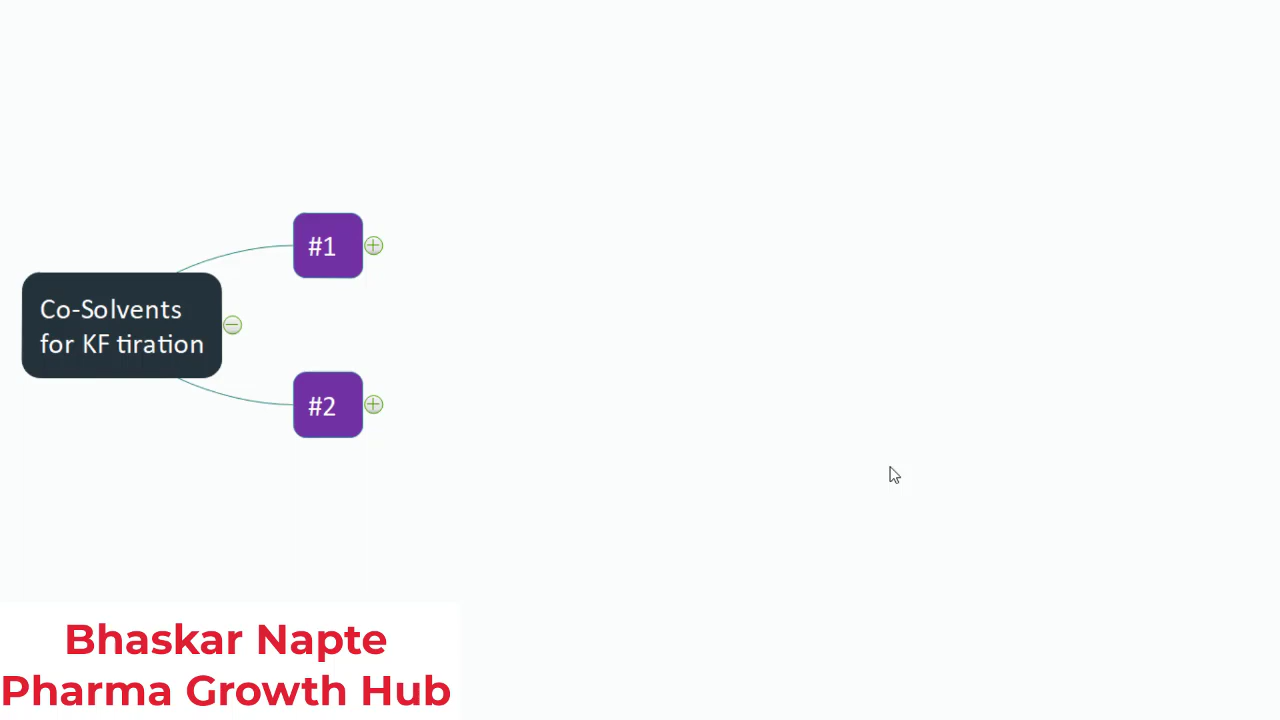 #1
Co-Solvents
for KF tiration
#2
Bhaskar Napte
Pharma Growth Hub